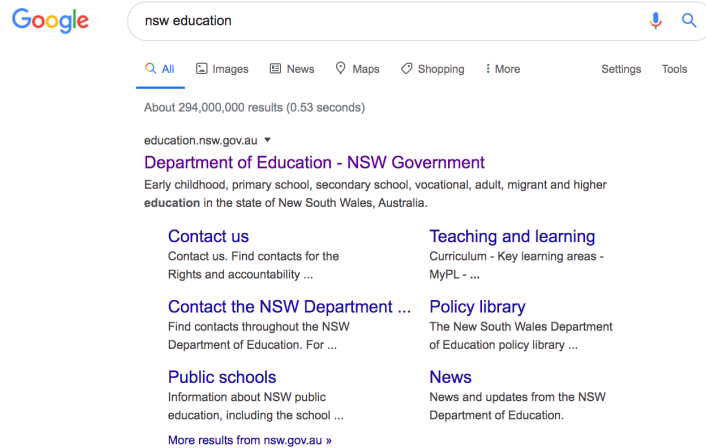 Google
nsw education
All Images News Maps Shopping More Settings Tools
About 294,000,000 results (0.53 seconds)
education.nsw.gov.au
Department of Education - NSW Government
Early childhood, primary school, secondary school, vocational, adult, migrant and higher
education in the state of New South Wales, Australia.
Contact us
Contact us. Find contacts for the
Rights and accountability ...
Teaching and learning
Curriculum - Key learning areas -
MyPL - ...
Contact the NSW Department ...
Find contacts throughout the NSW
Department of Education. For ...
Policy library
The New South Wales Department
of Education policy library ...
Public schools
Information about NSW public
education, including the school ...
News
News and updates from the NSW
Department of Education.
More results from nsw.gov.au »